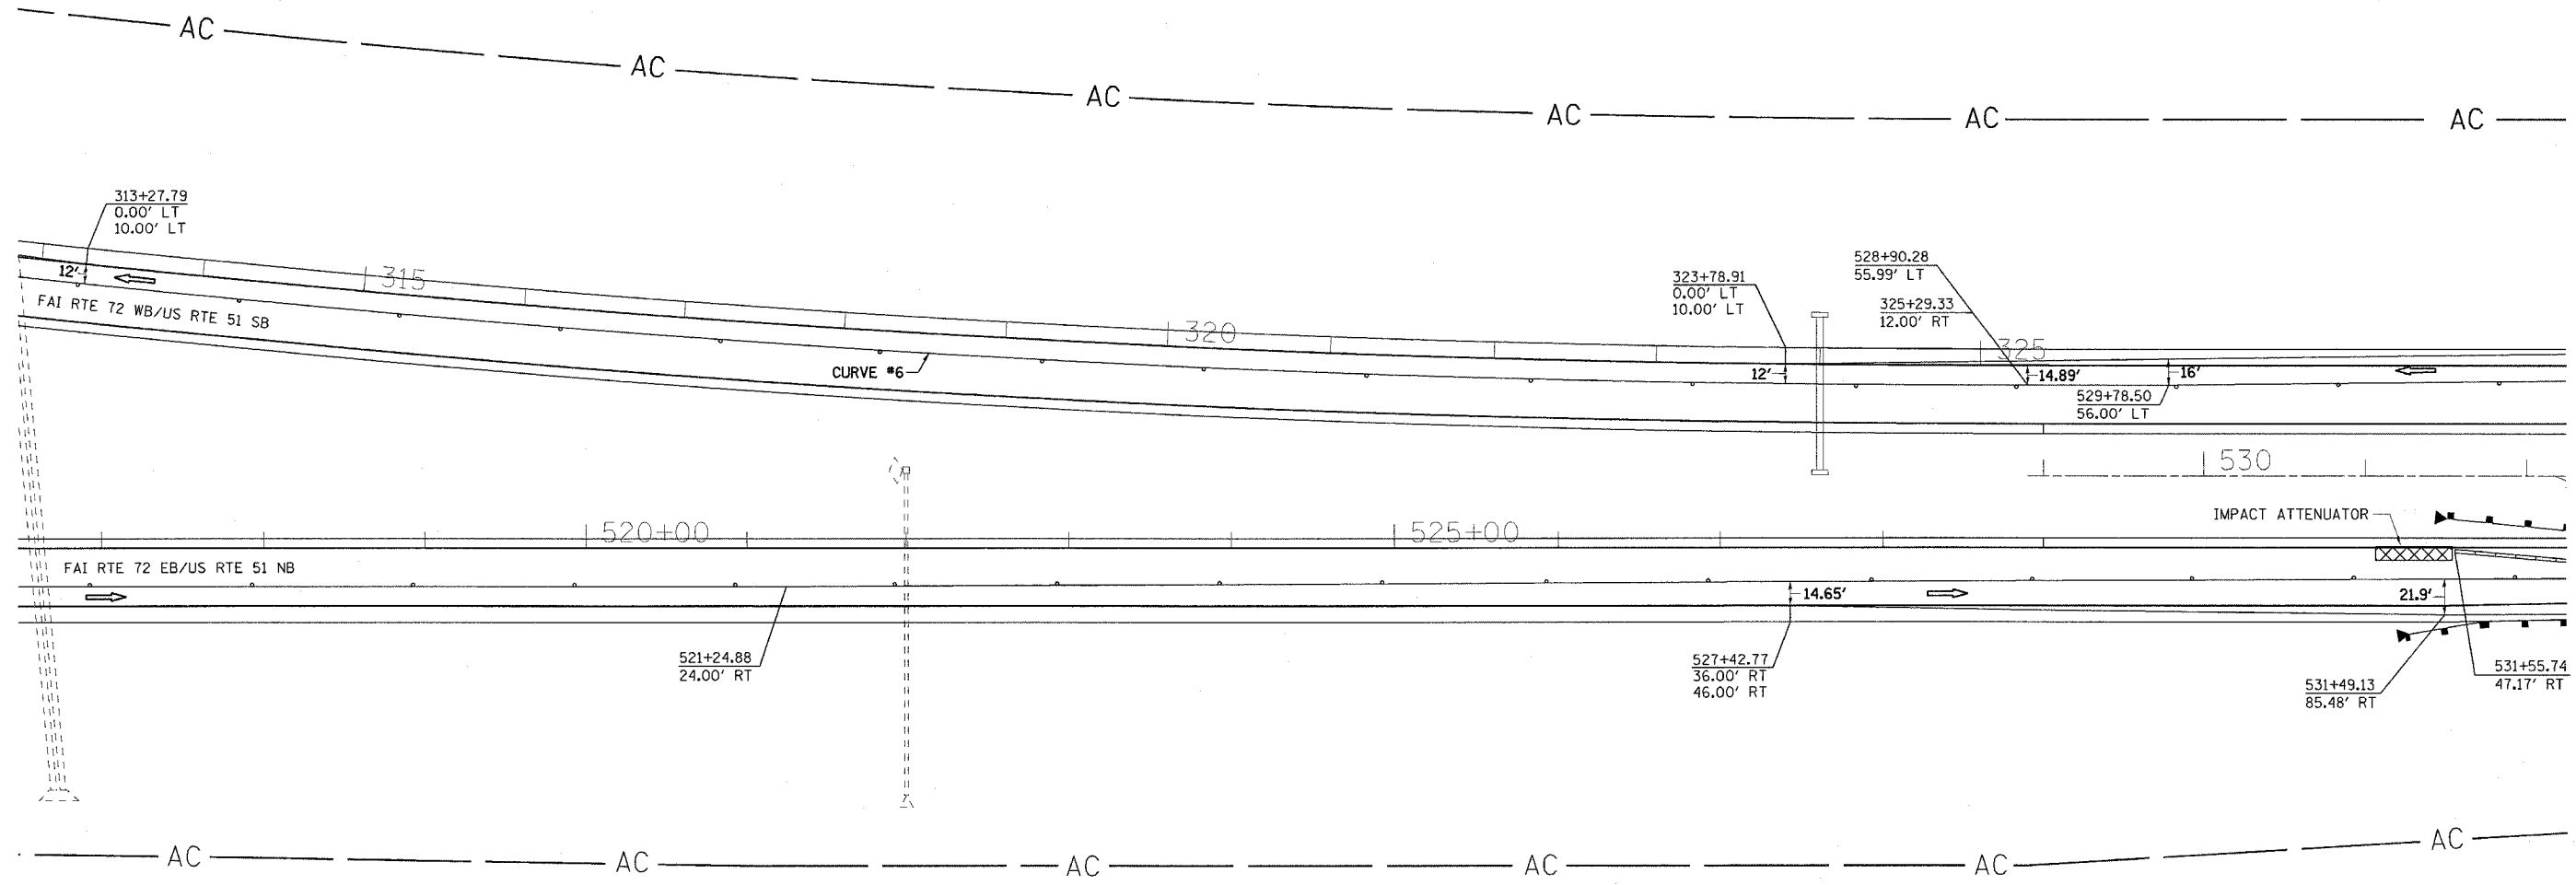 AC
AC
AC
AC
AC
AC
313+27.79
0.00' LT
10.00' LT
12'
315
FAI RTE 72 WB/US RTE 51 SB
CURVE #6
320
323+78.91
0.00' LT
10.00' LT
12'
528+90.28
55.99' LT
325+29.33
12.00' RT
325
14.89'
16'
529+78.50
56.00' LT
530
IMPACT ATTENUATOR
520+00
525+00
FAI RTE 72 EB/US RTE 51 NB
14.65'
21.9'
521+24.88
24.00' RT
527+42.77
36.00' RT
46.00' RT
531+49.13
85.48' RT
531+55.74
47.17' RT
AC
AC
AC
AC
AC
AC